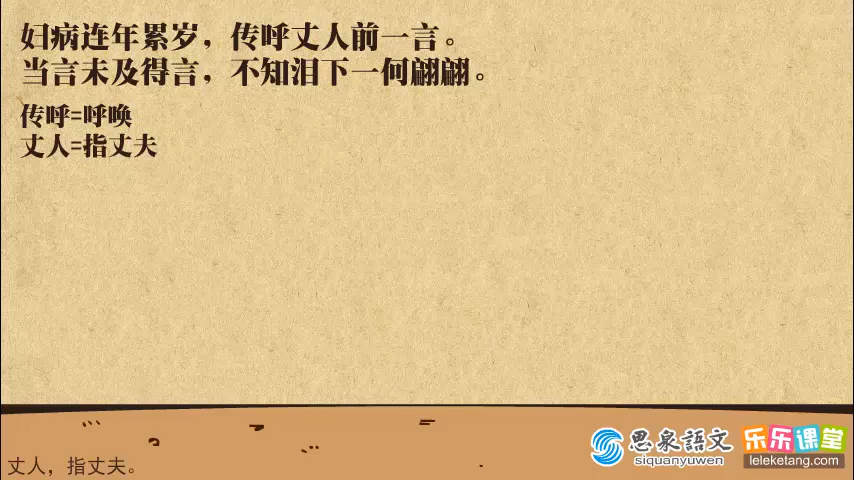 妇病连年累岁，传呼丈人前一言。
当言未及得言，不知泪下一何翩翩。
传呼=呼唤
丈人=指丈夫
丈人，指丈夫。
思泉語文
siquanyuwen
乐乐课堂
leleketang.com